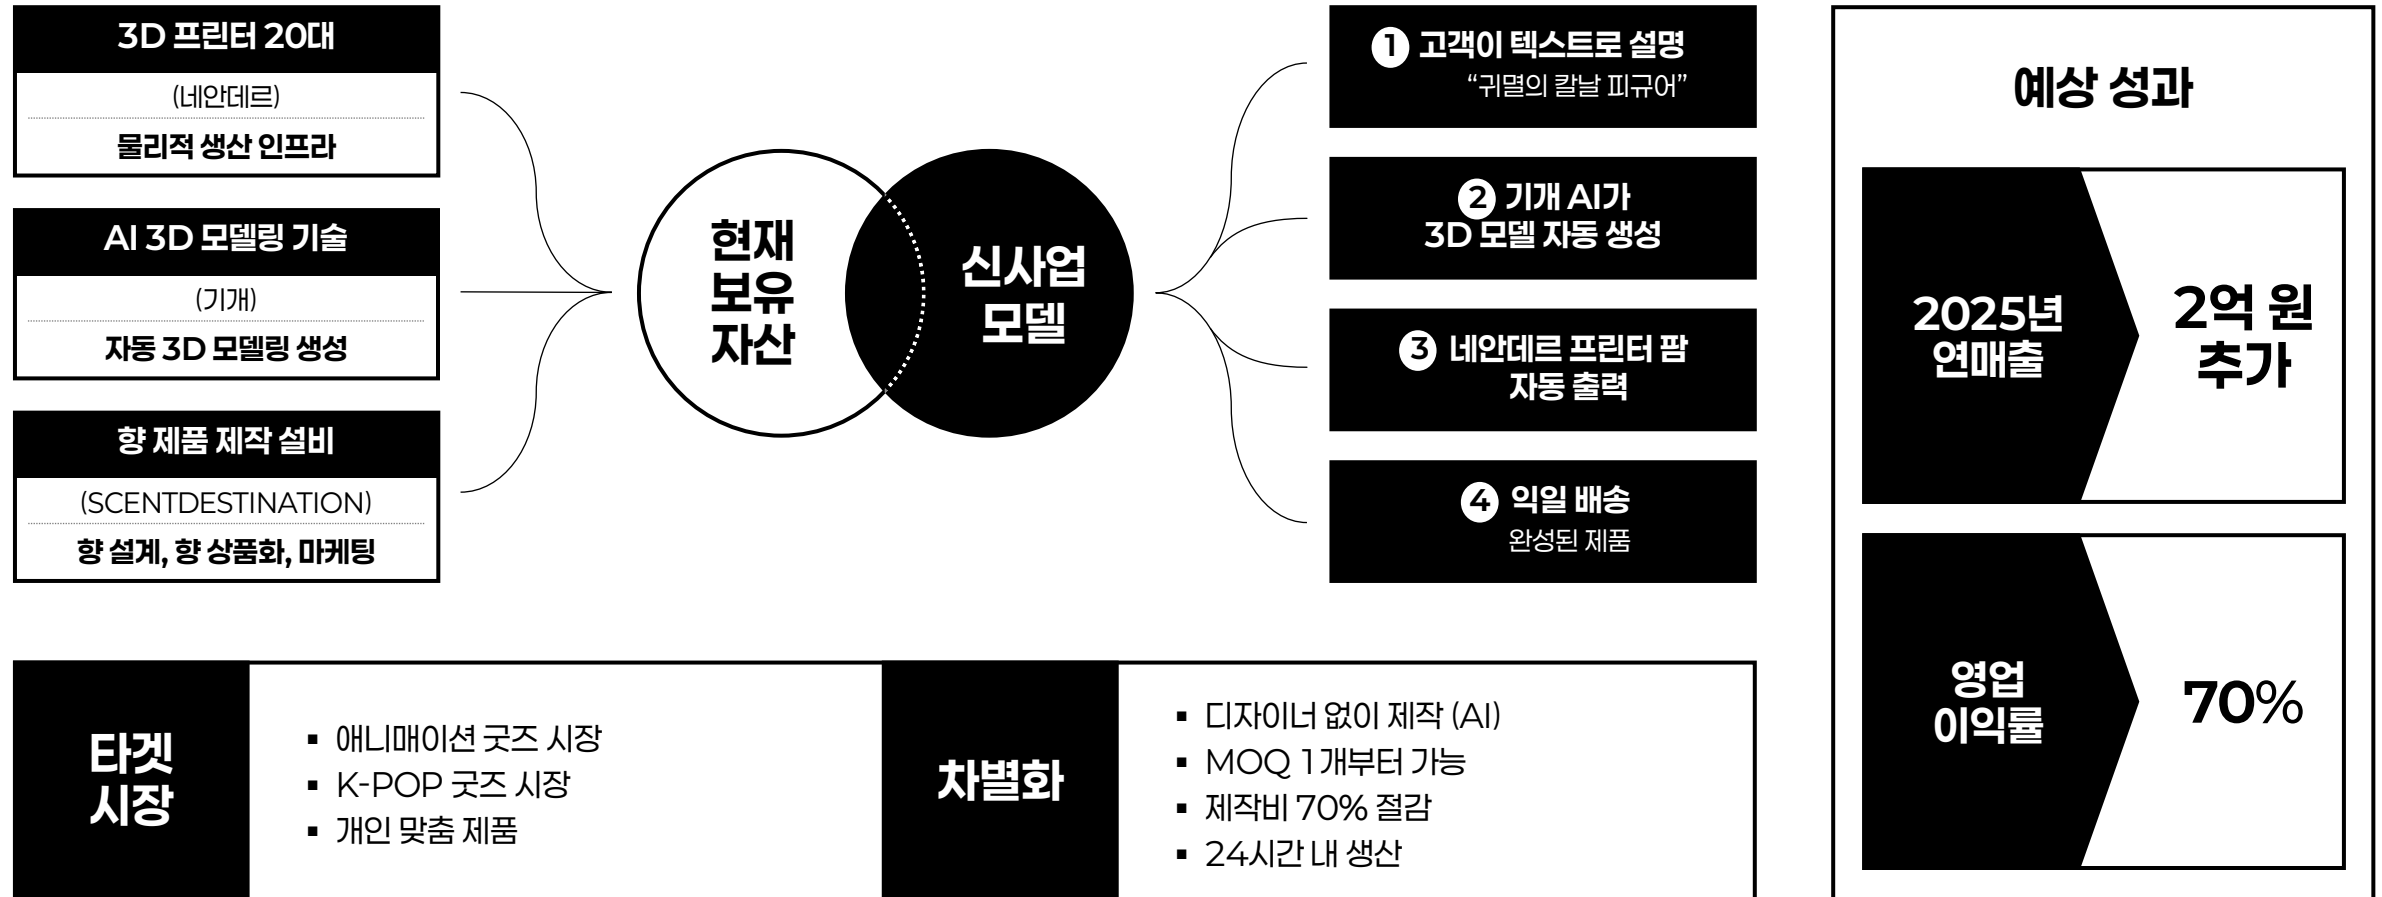 3D 프린터 20대
(네안데르)
물리적 생산 인프라
AI 3D 모델링 기술
(기개)
자동 3D 모델링 생성
향 제품 제작 설비
(SCENTDESTINATION)
향 설계, 향 상품화, 마케팅
현재
보유
자산
신사업
모델
1 고객이 텍스트로 설명
“귀멸의 칼날 피규어”
2 기개 AI가
3D 모델 자동 생성
3 네안데르 프린터 팜
자동 출력
4 익일 배송
완성된 제품
예상 성과
2025년
연매출
2억 원
추가
영업
이익률
70%
타겟
시장
▪ 애니매이션 굿즈 시장
▪ K-POP 굿즈 시장
▪ 개인 맞춤 제품
차별화
▪ 디자이너 없이 제작 (AI)
▪ MOQ 1개부터 가능
▪ 제작비 70% 절감
▪ 24시간 내 생산